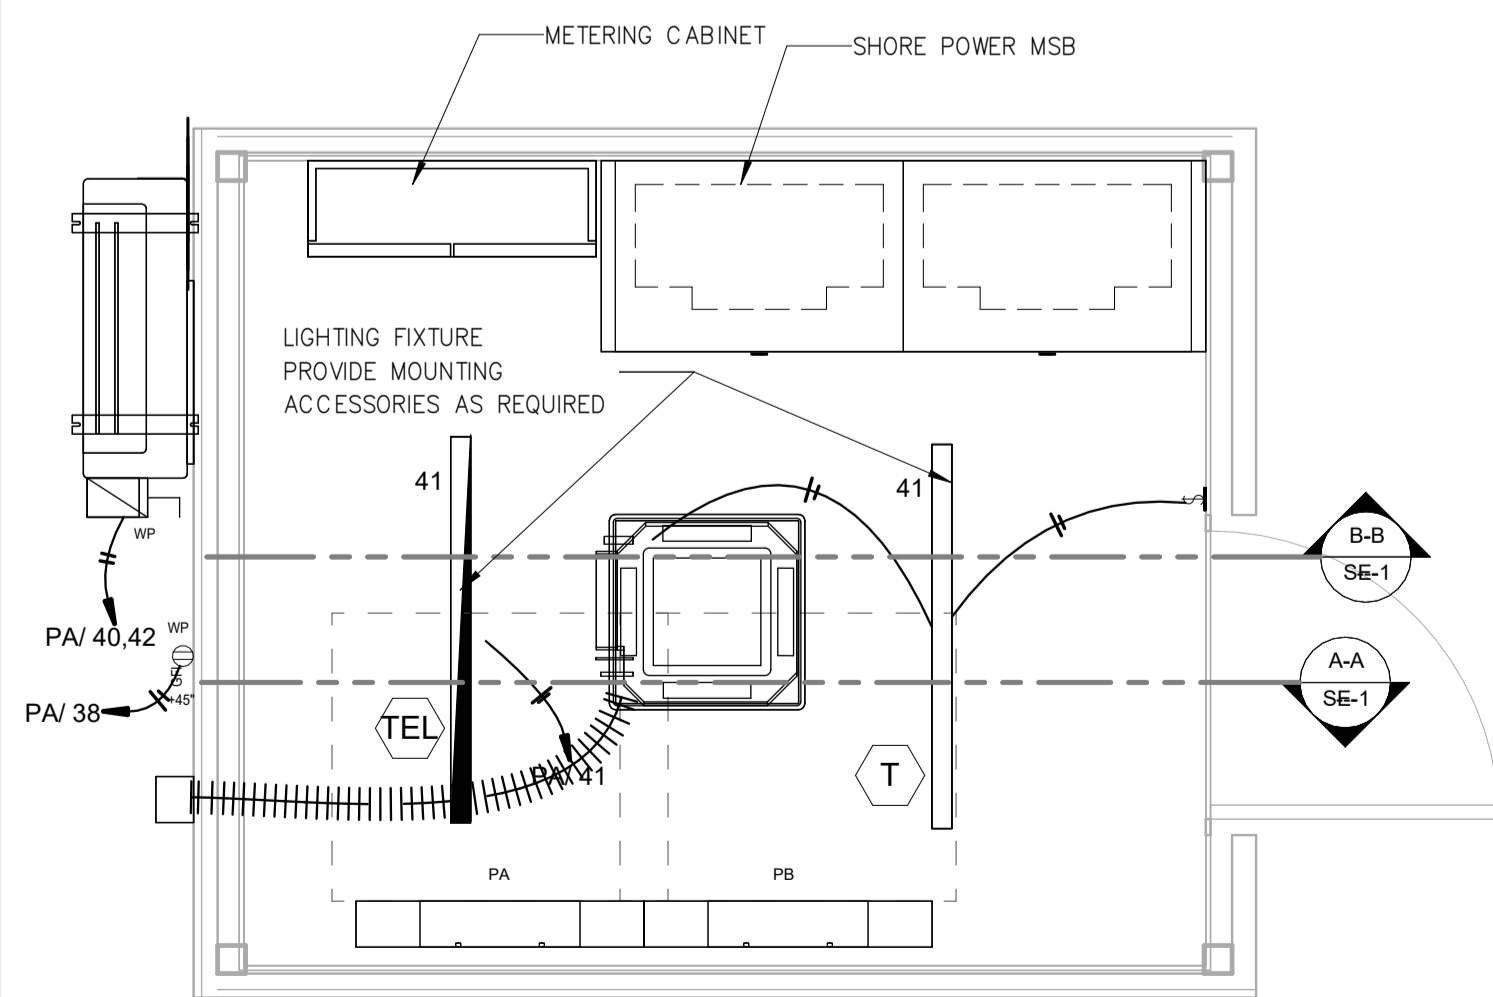 METERING CABINET
SHORE POWER MSB
LIGHTING FIXTURE
PROVIDE MOUNTING
ACCESSORIES AS REQUIRED
41
41
$
WP
B-B
SE-1
PA/ 40,42
WP
GFI
+45"
PA/ 38
A-A
SE-1
TEL
T
PA/ 41
PA
PB